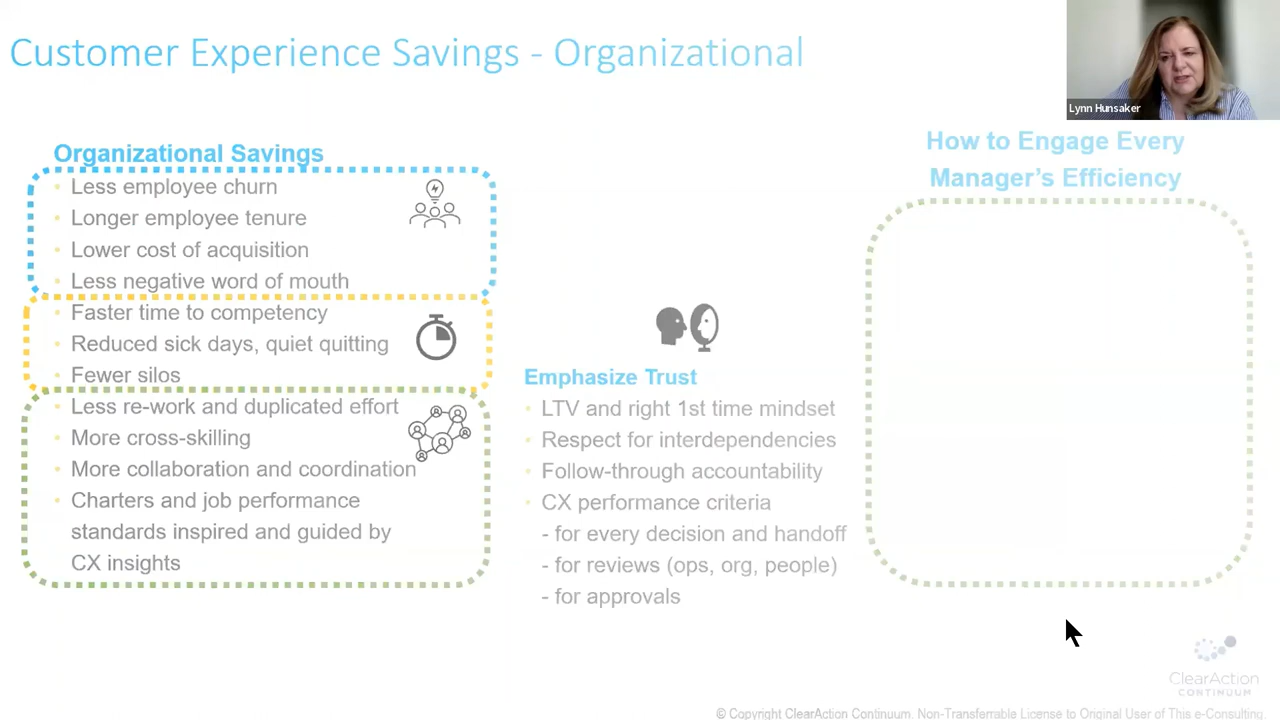 Customer Experience Savings - Organizational
Lynn Hunsaker
Organizational Savings
• Less employee churn
• Longer employee tenure
• Lower cost of acquisition
• Less negative word of mouth
• Faster time to competency
• Reduced sick days, quiet quitting
• Fewer silos
• Less re-work and duplicated effort
• More cross-skilling
• More collaboration and coordination
• Charters and job performance
standards inspired and guided by
CX insights
Emphasize Trust
• LTV and right 1st time mindset
• Respect for interdependencies
• Follow-through accountability
• CX performance criteria
- for every decision and handoff
- for reviews (ops, org, people)
- for approvals
How to Engage Every
Manager's Efficiency
ClearAction
CONTINUUM
© Copyright ClearAction Continuum. Non-Transferrable License to Original User of This e-Consulting.